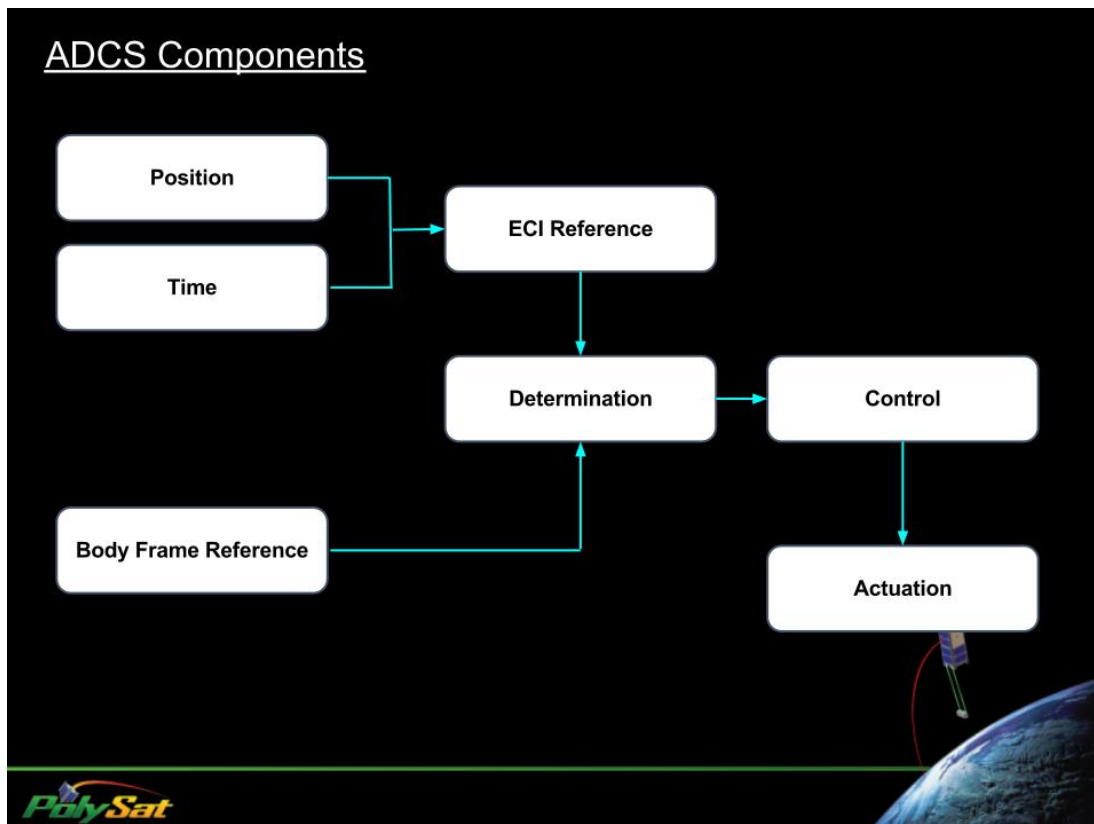 ADCS Components
Position
Time
ECI Reference
Determination
Control
Body Frame Reference
Actuation
PolySat